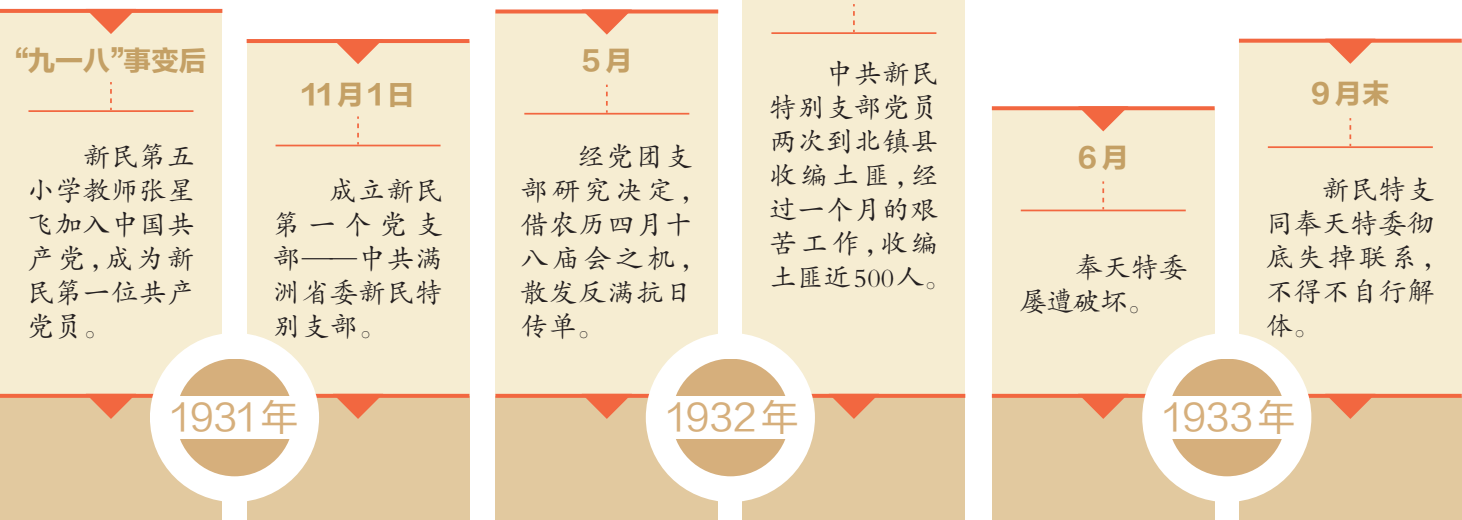 “九一八”事变后
新民第五
小学教师张星
飞加入中国共
产党,成为新
民第一位共产
党员。
11月1日
成立新民
第一个党支
部——中共满
洲省委新民特
别支部。
1931年
5月
经党团支
部研究决定,
借农历四月十
八庙会之机,
散发反满抗日
传单。
中共新民
特别支部党员
两次到北镇县
收编土匪,经
过一个月的艰
苦工作,收编
土匪近500人。
1932年
6月
奉天特委
屡遭破坏。
9月末
新民特支
同奉天特委彻
底失掉联系,
不得不自行解
体。
1933年